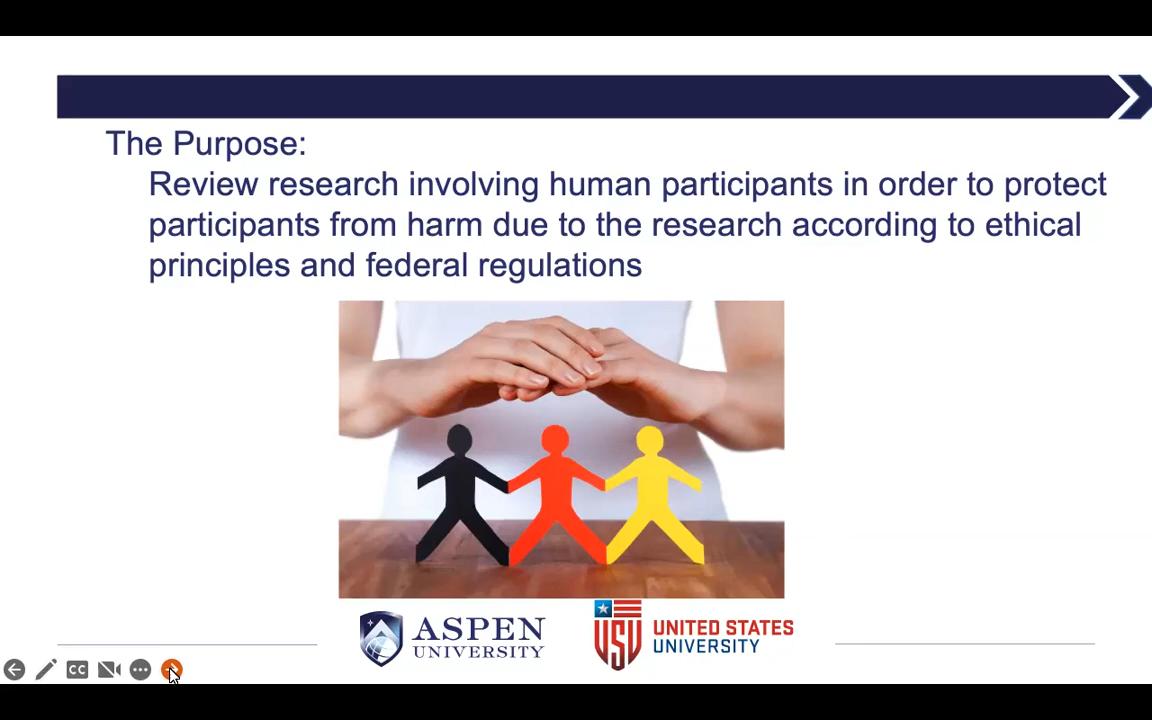 The Purpose:
Review research involving human participants in order to protect
participants from harm due to the research according to ethical
principles and federal regulations
ASPEN
UNIVERSITY
USU
UNITED STATES
UNIVERSITY
CC